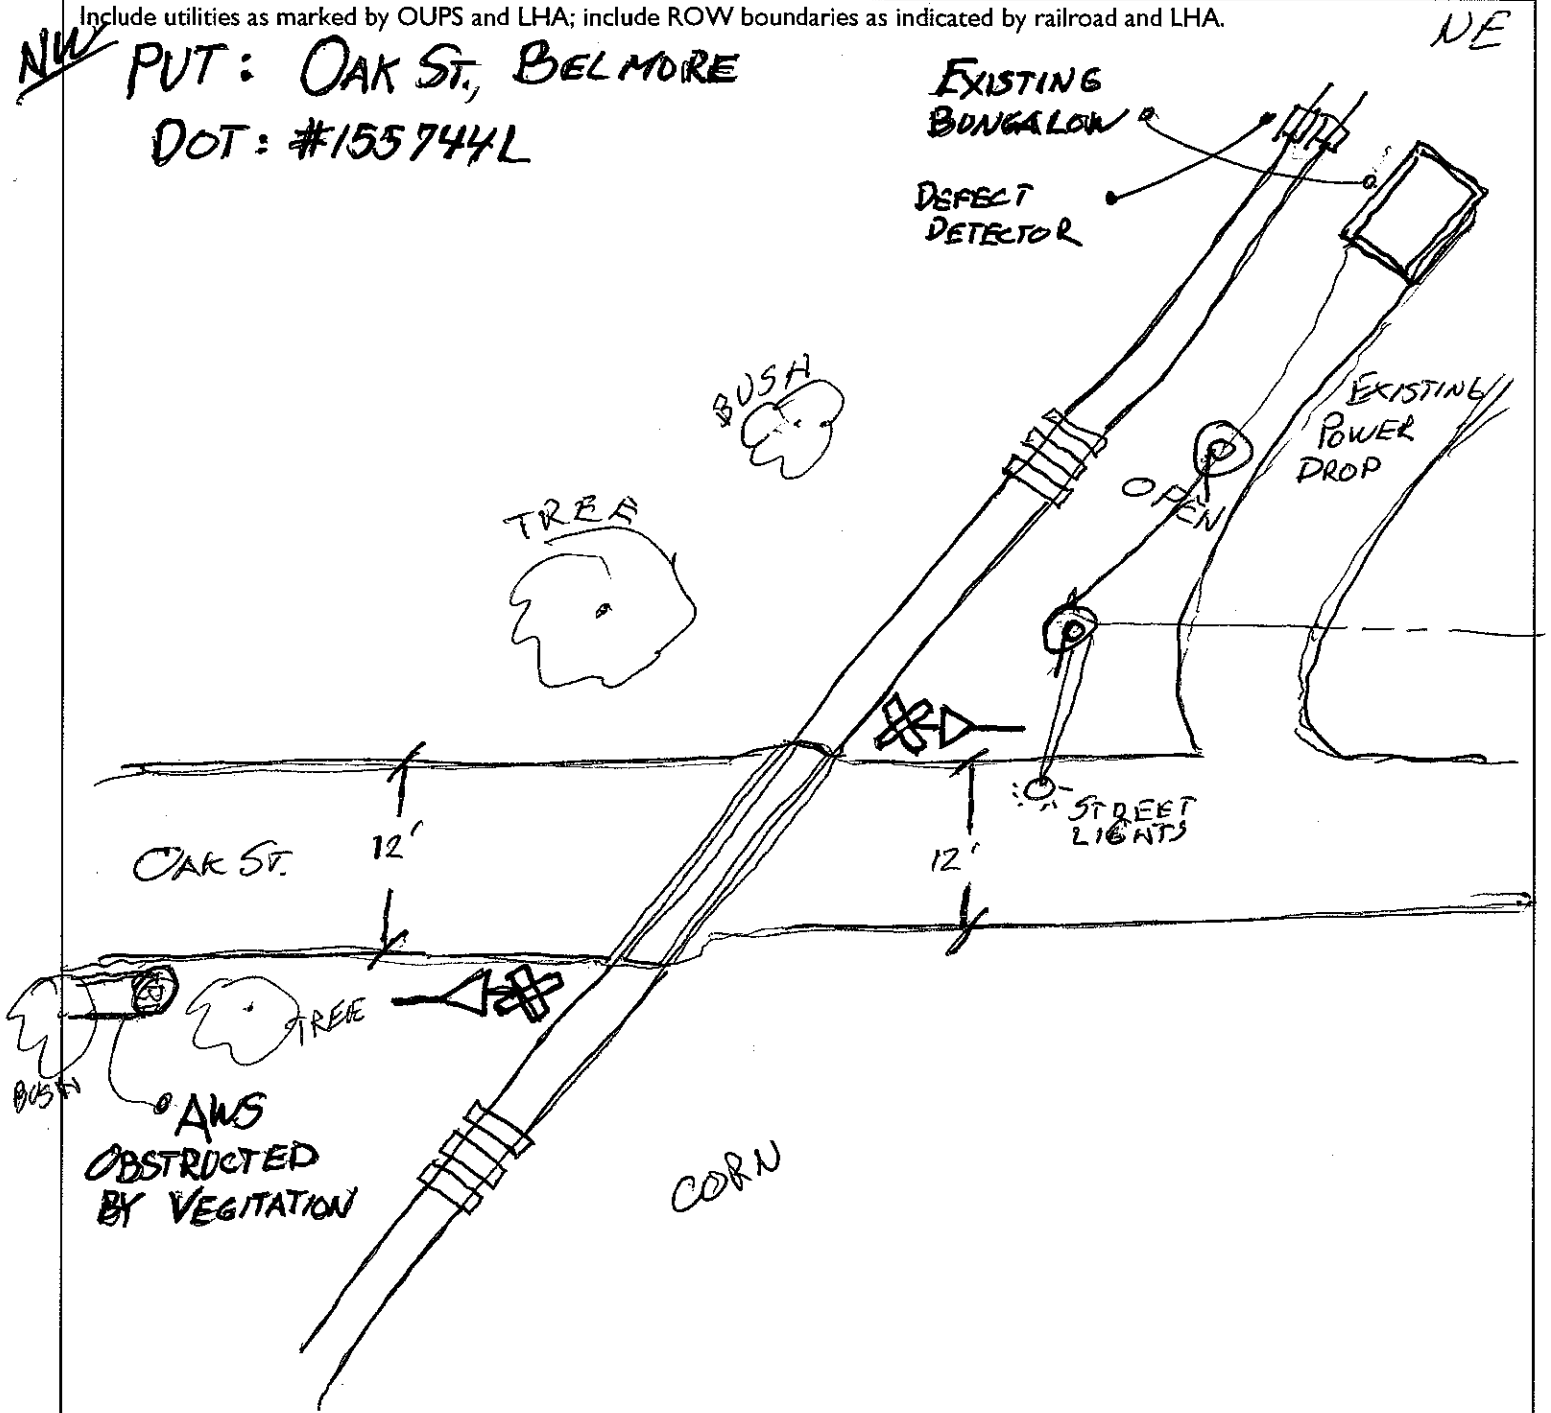 Include utilities as marked by OUPS and LHA; include ROW boundaries as indicated by railroad and LHA.
NW
NE
PUT: OAK ST., BELMORE
DOT: #155744L
EXISTING
BUNGALOW
DEFECT
DETECTOR
BUSH
EXISTING
POWER
DROP
OPEN
TREE
STREET
LIGHTS
12'
12'
OAK ST.
TREE
BUSH
AWS
OBSTRUCTED
BY VEGITATION
CORN